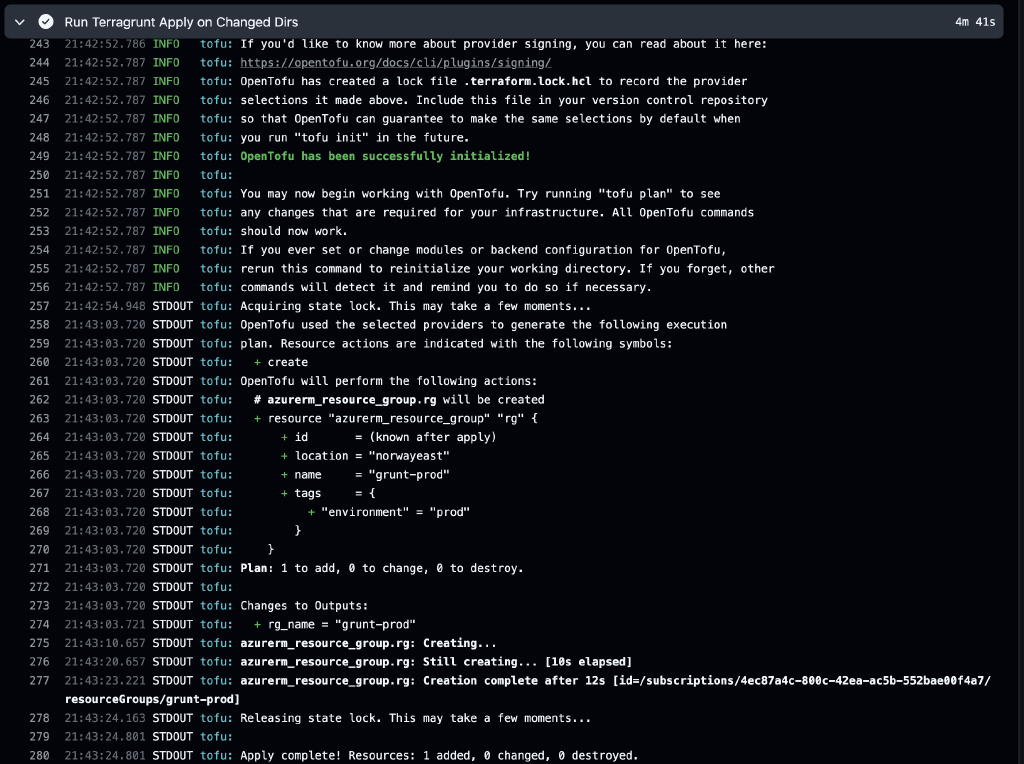 Run Terragrunt Apply on Changed Dirs 4m 41s
243 21:42:52.786 INFO tofu: If you'd like to know more about provider signing, you can read about it here:
244 21:42:52.787 INFO tofu: https://opentofu.org/docs/cli/plugins/signing/
245 21:42:52.787 INFO tofu: OpenTofu has created a lock file .terraform.lock.hcl to record the provider
246 21:42:52.787 INFO tofu: selections it made above. Include this file in your version control repository
247 21:42:52.787 INFO tofu: so that OpenTofu can guarantee to make the same selections by default when
248 21:42:52.787 INFO tofu: you run "tofu init" in the future.
249 21:42:52.787 INFO tofu: OpenTofu has been successfully initialized!
250 21:42:52.787 INFO tofu:
251 21:42:52.787 INFO tofu: You may now begin working with OpenTofu. Try running "tofu plan" to see
252 21:42:52.787 INFO tofu: any changes that are required for your infrastructure. All OpenTofu commands
253 21:42:52.787 INFO tofu: should now work.
254 21:42:52.787 INFO tofu: If you ever set or change modules or backend configuration for OpenTofu,
255 21:42:52.787 INFO tofu: rerun this command to reinitialize your working directory. If you forget, other
256 21:42:52.787 INFO tofu: commands will detect it and remind you to do so if necessary.
257 21:42:54.948 STDOUT tofu: Acquiring state lock. This may take a few moments...
258 21:43:03.720 STDOUT tofu: OpenTofu used the selected providers to generate the following execution
259 21:43:03.720 STDOUT tofu: plan. Resource actions are indicated with the following symbols:
260 21:43:03.720 STDOUT tofu: + create
261 21:43:03.720 STDOUT tofu: OpenTofu will perform the following actions:
262 21:43:03.720 STDOUT tofu: # azurerm_resource_group.rg will be created
263 21:43:03.720 STDOUT tofu: + resource "azurerm_resource_group" "rg" {
264 21:43:03.720 STDOUT tofu: + id = (known after apply)
265 21:43:03.720 STDOUT tofu: + location = "norwayeast"
266 21:43:03.720 STDOUT tofu: + name = "grunt-prod"
267 21:43:03.720 STDOUT tofu: + tags = {
268 21:43:03.720 STDOUT tofu: + "environment" = "prod"
269 21:43:03.720 STDOUT tofu: }
270 21:43:03.720 STDOUT tofu: }
271 21:43:03.720 STDOUT tofu: Plan: 1 to add, 0 to change, 0 to destroy.
272 21:43:03.720 STDOUT tofu:
273 21:43:03.720 STDOUT tofu: Changes to Outputs:
274 21:43:03.721 STDOUT tofu: + rg_name = "grunt-prod"
275 21:43:10.657 STDOUT tofu: azurerm_resource_group.rg: Creating...
276 21:43:20.657 STDOUT tofu: azurerm_resource_group.rg: Still creating... [10s elapsed]
277 21:43:23.221 STDOUT tofu: azurerm_resource_group.rg: Creation complete after 12s [id=/subscriptions/4ec87a4c-800c-42ea-ac5b-552bae00f4a7/
resourceGroups/grunt-prod]
278 21:43:24.163 STDOUT tofu: Releasing state lock. This may take a few moments...
279 21:43:24.801 STDOUT tofu:
280 21:43:24.801 STDOUT tofu: Apply complete! Resources: 1 added, 0 changed, 0 destroyed.